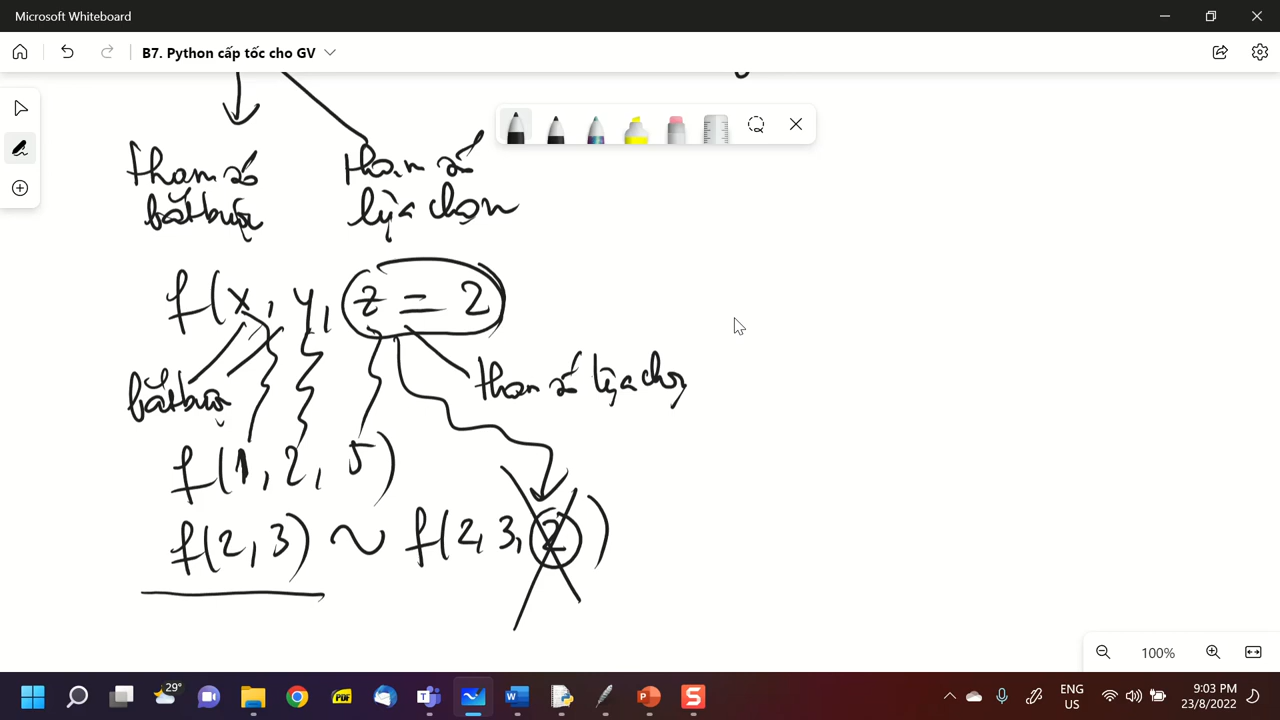 Microsoft Whiteboard
B7. Python cấp tốc cho GV
tham số tham số
bắt buộc lựa chọn
f(x, y, z = 2
bắt buộc tham số lựa chọn
f(1, 2, 5)
f(2, 3) ~ f(2, 3, 2)
100%
29°
PDF
W
P
S
ENG
US
9:03 PM
23/8/2022